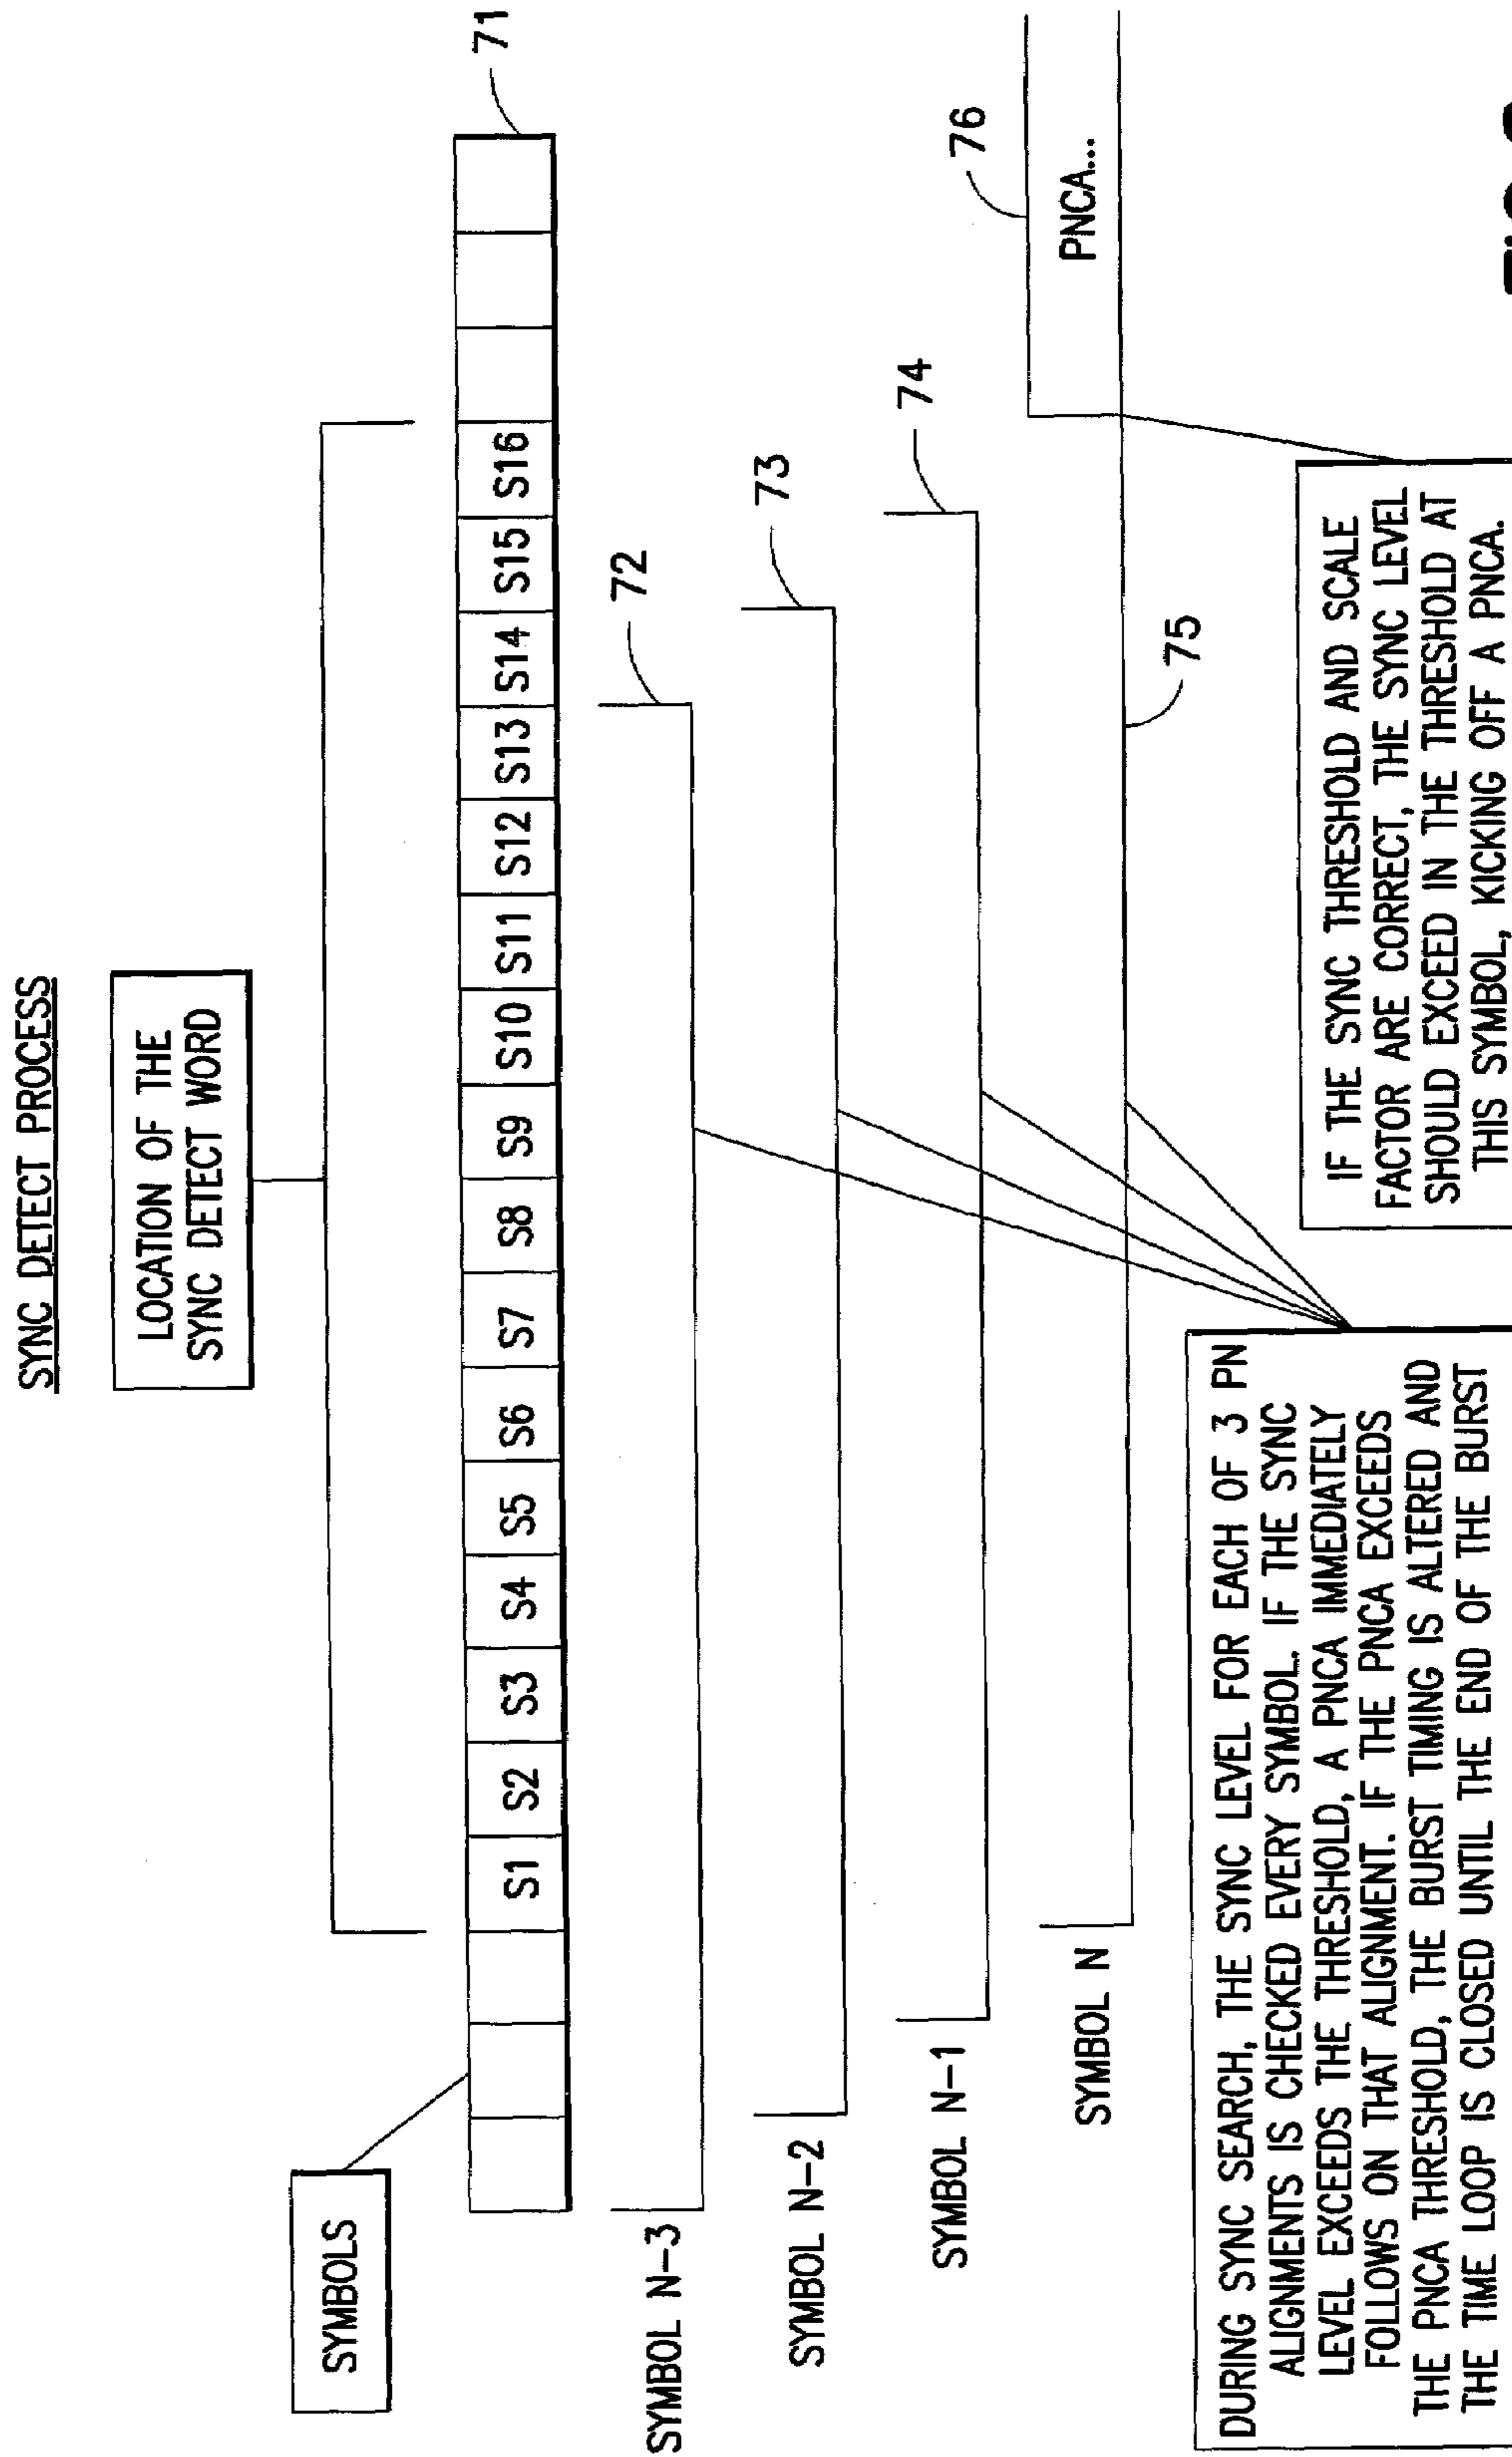 SYNC DETECT PROCESS
LOCATION OF THE
SYNC DETECT WORD
SYMBOLS
71
S1 S2 S3 S4 S5 S6 S7 S8 S9 S10 S11 S12 S13 S14 S15 S16
SYMBOL N-3
72
SYMBOL N-2
73
SYMBOL N-1
74
SYMBOL N
75
76
PNCA...
DURING SYNC SEARCH, THE SYNC LEVEL FOR EACH OF 3 PN
ALIGNMENTS IS CHECKED EVERY SYMBOL. IF THE SYNC
LEVEL EXCEEDS THE THRESHOLD, A PNCA IMMEDIATELY
FOLLOWS ON THAT ALIGNMENT. IF THE PNCA EXCEEDS
THE PNCA THRESHOLD, THE BURST TIMING IS ALTERED AND
THE TIME LOOP IS CLOSED UNTIL THE END OF THE BURST
IF THE SYNC THRESHOLD AND SCALE
FACTOR ARE CORRECT, THE SYNC LEVEL
SHOULD EXCEED IN THE THRESHOLD AT
THIS SYMBOL, KICKING OFF A PNCA.